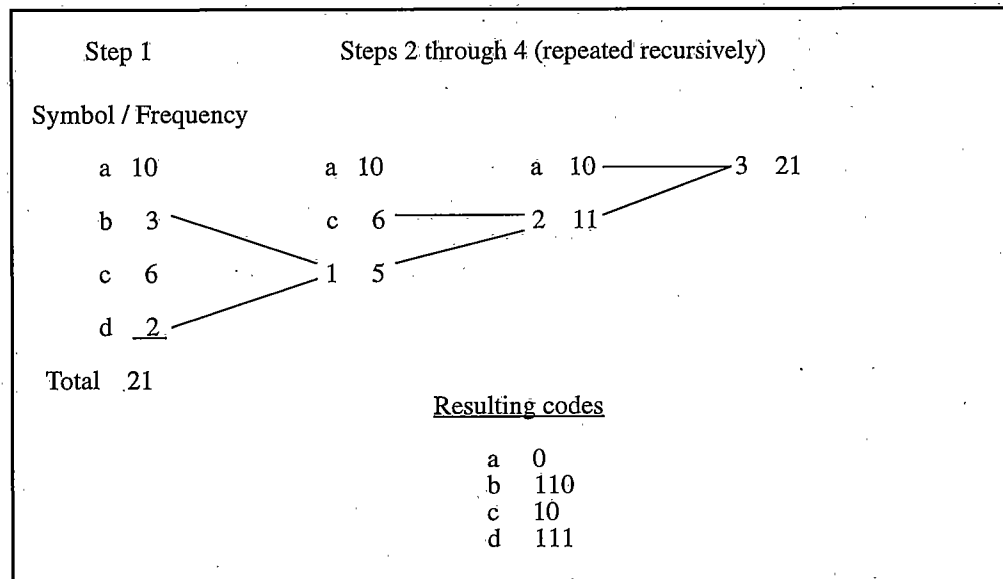 Step 1 Steps 2 through 4 (repeated recursively)
Symbol / Frequency
a 10 a 10 a 10 3 21
b 3 c 6 2 11
c 6 1 5
d 2
Total 21
Resulting codes
a 0
b 110
c 10
d 111